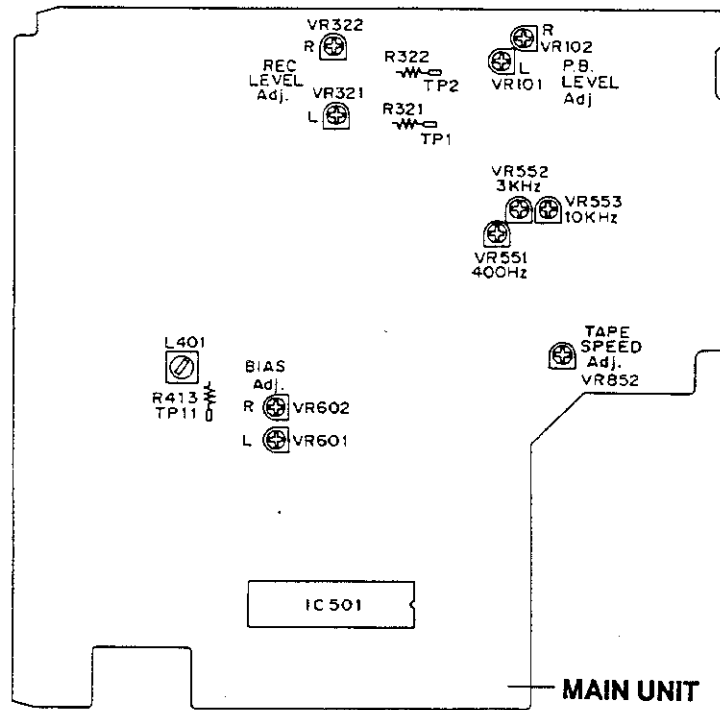 VR322
R
REC
LEVEL
Adj.
VR321
L
R322
TP2
R321
TP1
R
VR102
L
VR101
P.B.
LEVEL
Adj
VR552
3KHz
VR553
10KHz
VR551
400Hz
TAPE
SPEED
Adj.
VR852
L401
R413
TP11
BIAS
Adj.
R VR602
L VR601
IC501
MAIN UNIT